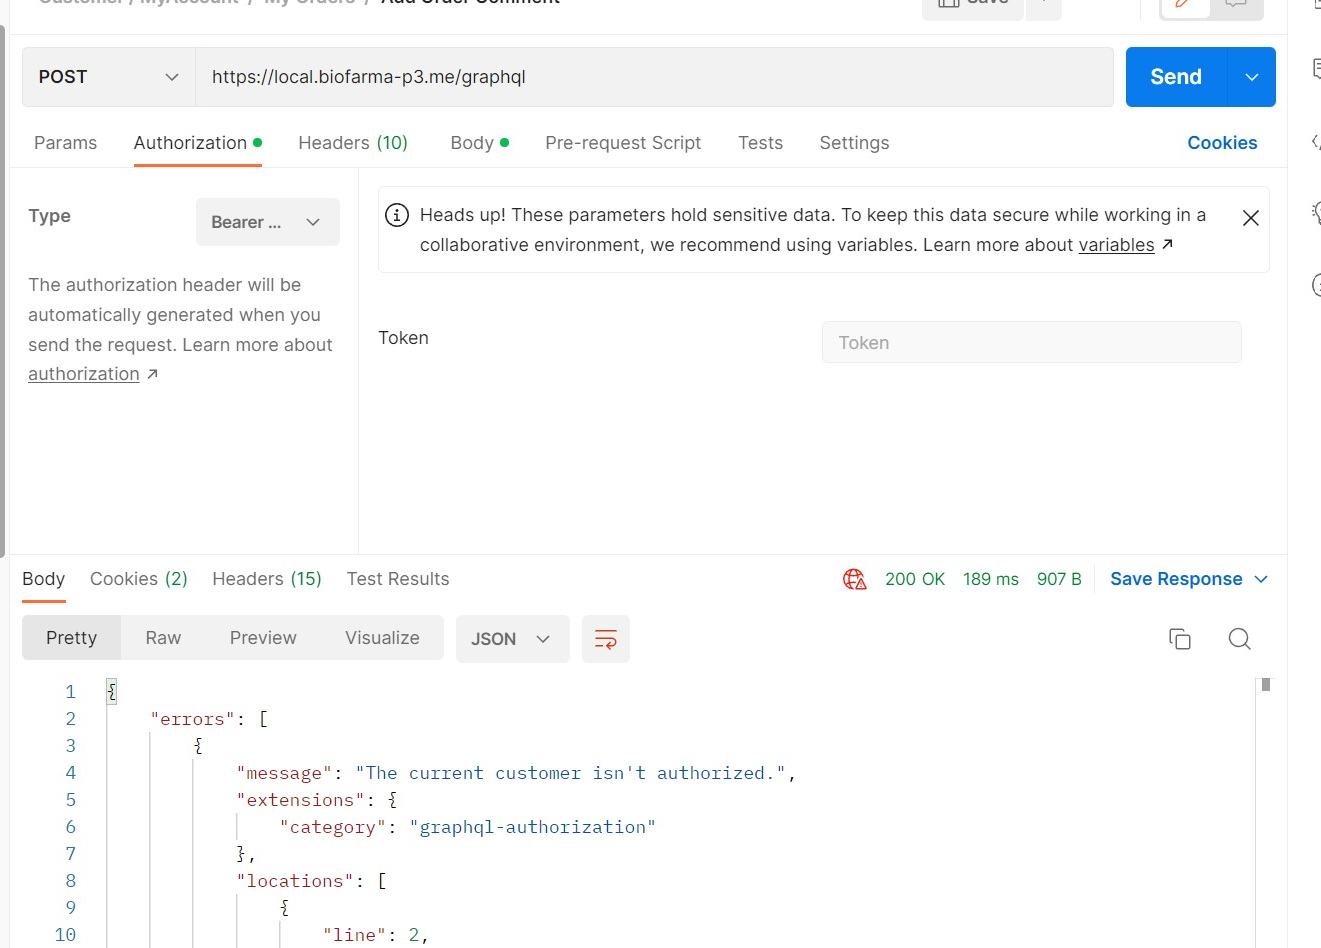 Customer / MyAccount / My Orders / Add Order Comment
Save
POST
https://local.biofarma-p3.me/graphql
Send
Params
Authorization
Headers (10)
Body
Pre-request Script
Tests
Settings
Cookies
Type
Bearer ...
The authorization header will be
automatically generated when you
send the request. Learn more about
authorization ↗
Heads up! These parameters hold sensitive data. To keep this data secure while working in a
collaborative environment, we recommend using variables. Learn more about variables ↗
Token
Token
Body
Cookies (2)
Headers (15)
Test Results
200 OK
189 ms
907 B
Save Response
Pretty
Raw
Preview
Visualize
JSON
1 {
2 "errors": [
3 {
4 "message": "The current customer isn't authorized.",
5 "extensions": {
6 "category": "graphql-authorization"
7 },
8 "locations": [
9 {
10 "line": 2,